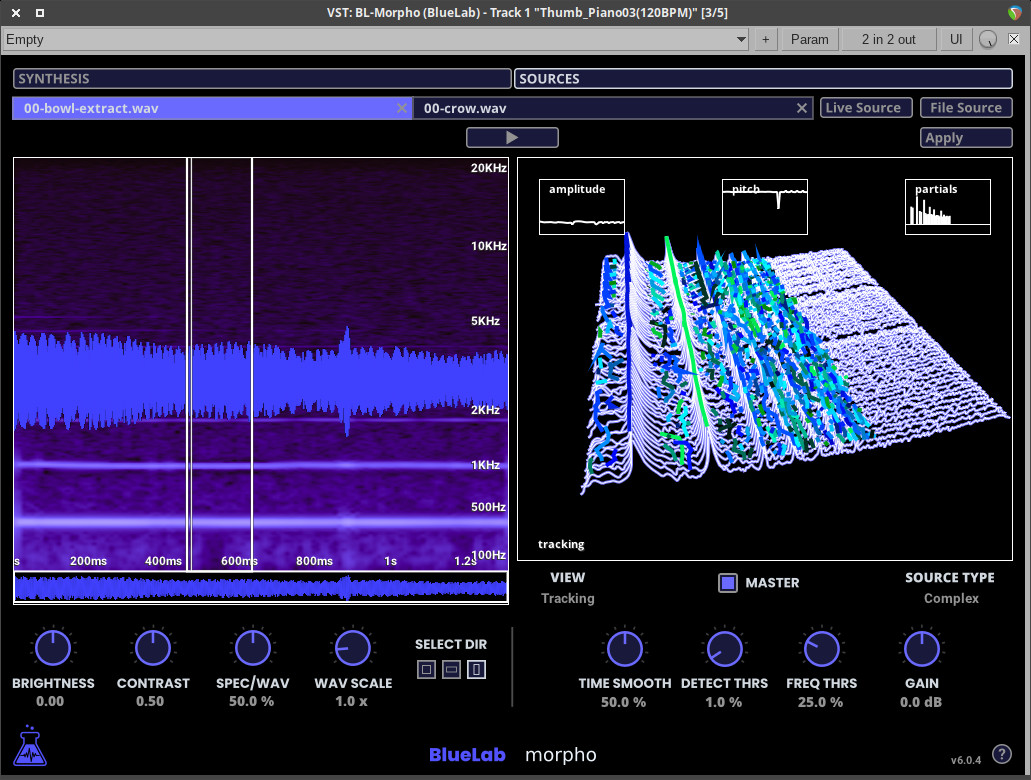 VST: BL-Morpho (BlueLab) - Track 1 "Thumb_Piano03(120BPM)" [3/5]
Empty + Param 2 in 2 out UI
SYNTHESIS SOURCES
00-bowl-extract.wav 00-crow.wav Live Source File Source
Apply
20KHz
10KHz
5KHz
2KHz
1KHz
500Hz
100Hz
s 200ms 400ms 600ms 800ms 1s 1.2s
amplitude pitch partials
tracking
VIEW MASTER SOURCE TYPE
Tracking Complex
SELECT DIR
BRIGHTNESS CONTRAST SPEC/WAV WAV SCALE TIME SMOOTH DETECT THRS FREQ THRS GAIN
0.00 0.50 50.0 % 1.0 x 50.0 % 1.0 % 25.0 % 0.0 dB
BlueLab morpho
v6.0.4 ?